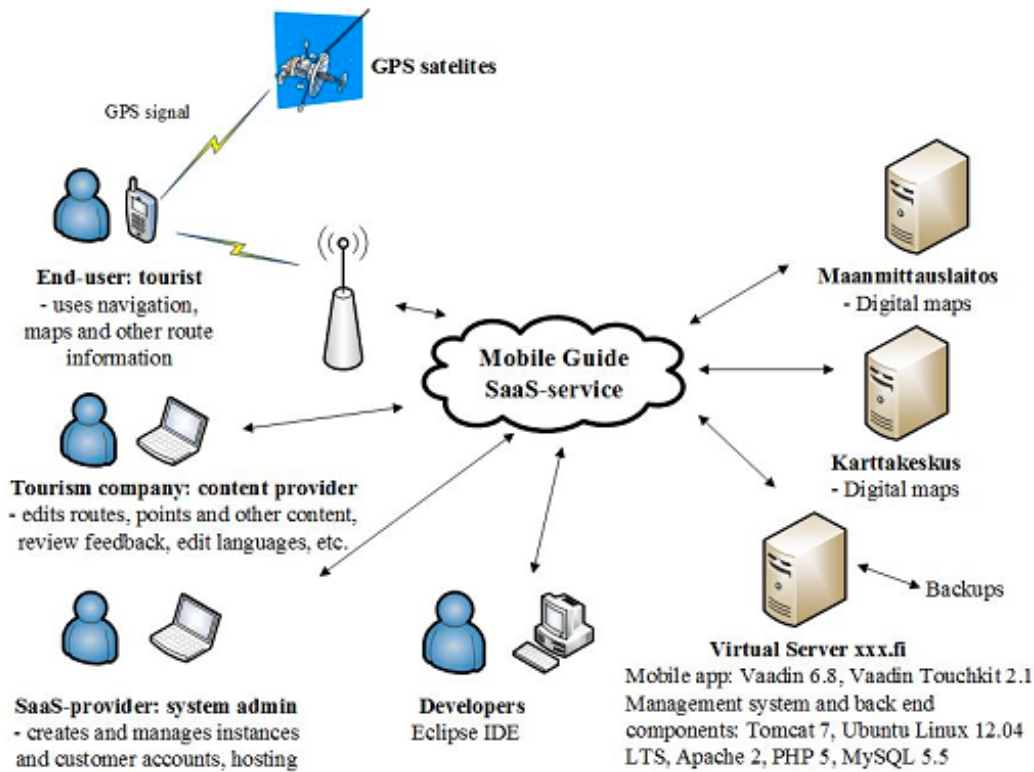 GPS satelites
GPS signal
End-user: tourist
- uses navigation,
maps and other route
information
Mobile Guide
SaaS-service
Maanmittauslaitos
- Digital maps
Karttakeskus
- Digital maps
Tourism company: content provider
- edits routes, points and other content,
review feedback, edit languages, etc.
Backups
SaaS-provider: system admin
- creates and manages instances
and customer accounts, hosting
Developers
Eclipse IDE
Virtual Server xxx.fi
Mobile app: Vaadin 6.8, Vaadin Touchkit 2.1
Management system and back end
components: Tomcat 7, Ubuntu Linux 12.04
LTS, Apache 2, PHP 5, MySQL 5.5